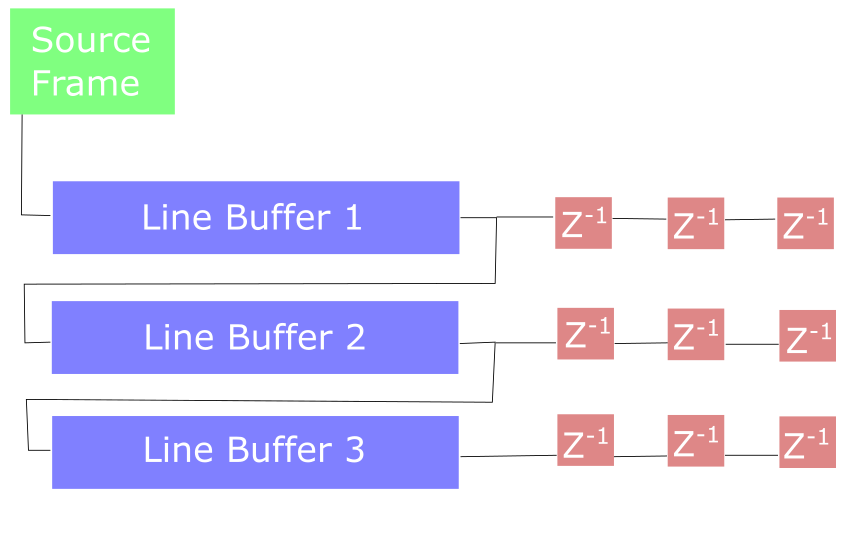 Source
Frame
Line Buffer 1
Z⁻¹ Z⁻¹ Z⁻¹
Line Buffer 2
Z⁻¹ Z⁻¹ Z⁻¹
Line Buffer 3
Z⁻¹ Z⁻¹ Z⁻¹